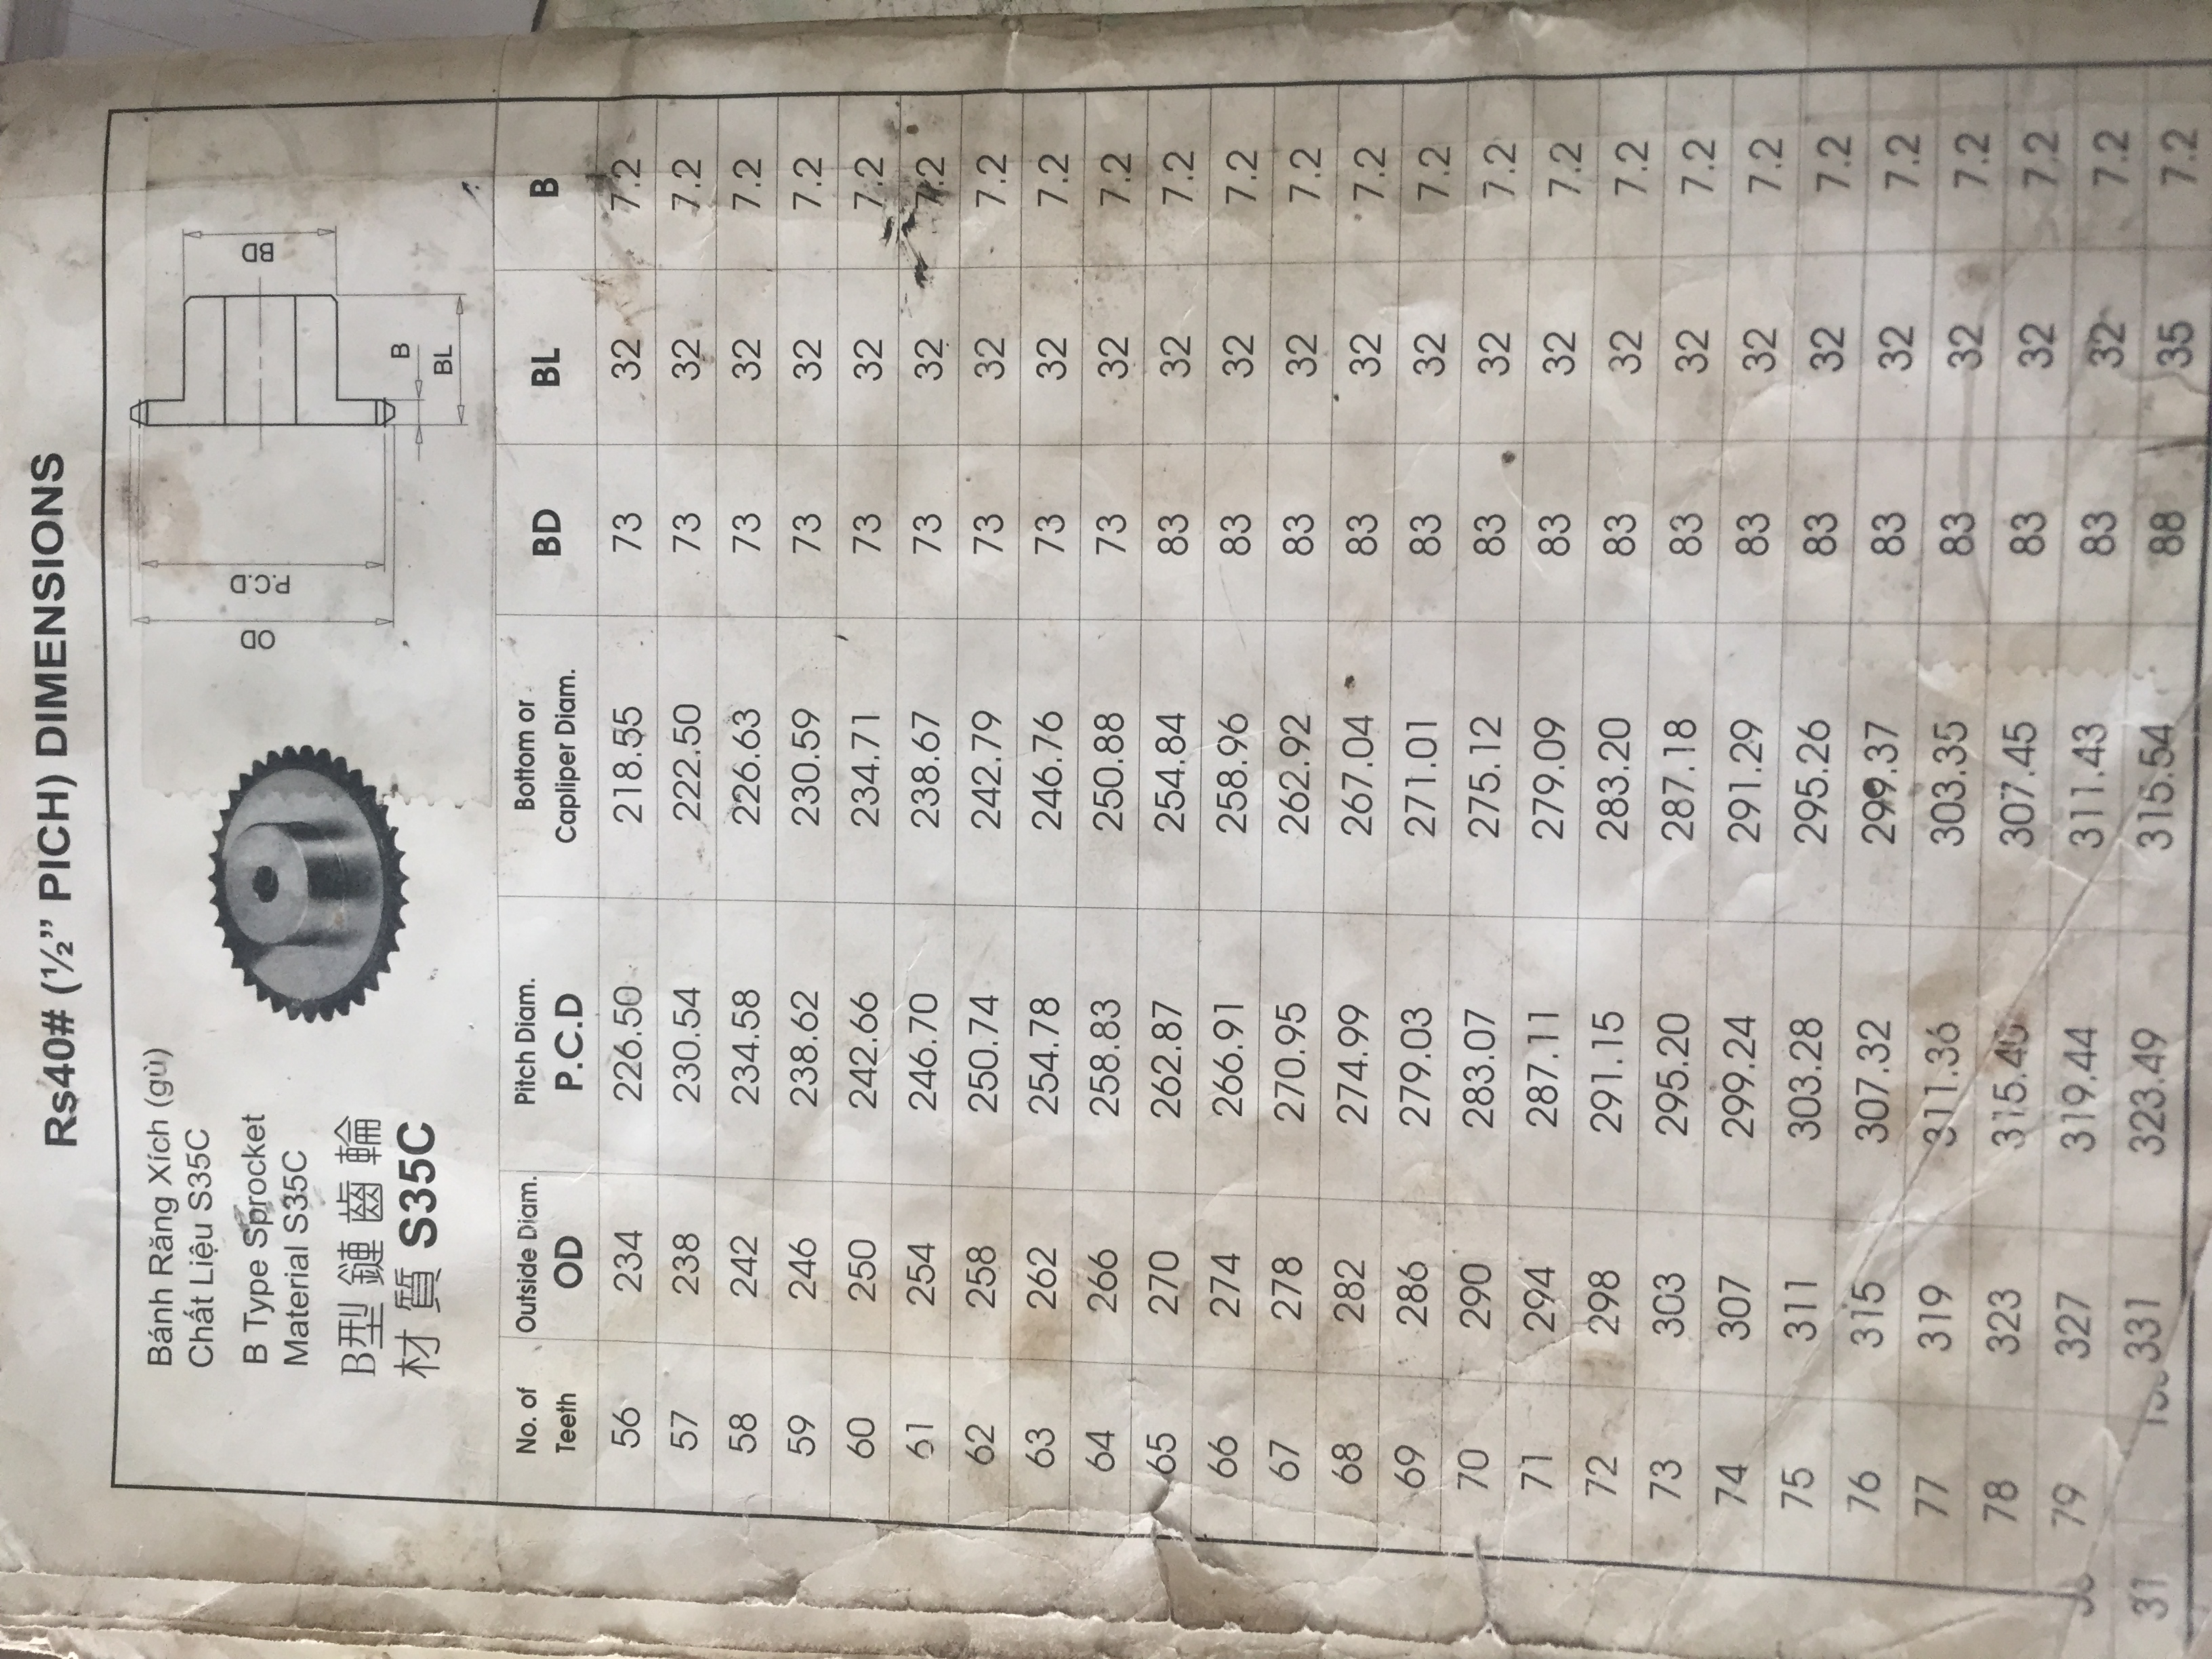 Rs40# (½” PICH) DIMENSIONS
Bánh Răng Xích (gù)
Chất Liệu S35C
B Type Sprocket
Material S35C
B型 鏈 齒 輪
材 質 S35C
OD
P.C.D
BD
B
BL
No. of Teeth Outside Diam. OD Pitch Diam. P.C.D Bottom or Capliper Diam. BD BL B
56 234 226.50 218.55 73 32 7.2
57 238 230.54 222.50 73 32 7.2
58 242 234.58 226.63 73 32 7.2
59 246 238.62 230.59 73 32 7.2
60 250 242.66 234.71 73 32 7.2
61 254 246.70 238.67 73 32 7.2
62 258 250.74 242.79 73 32 7.2
63 262 254.78 246.76 73 32 7.2
64 266 258.83 250.88 73 32 7.2
65 270 262.87 254.84 83 32 7.2
66 274 266.91 258.96 83 32 7.2
67 278 270.95 262.92 83 32 7.2
68 282 274.99 267.04 83 32 7.2
69 286 279.03 271.01 83 32 7.2
70 290 283.07 275.12 83 32 7.2
71 294 287.11 279.09 83 32 7.2
72 298 291.15 283.20 83 32 7.2
73 303 295.20 287.18 83 32 7.2
74 307 299.24 291.29 83 32 7.2
75 311 303.28 295.26 83 32 7.2
76 315 307.32 299.37 83 32 7.2
77 319 311.36 303.35 83 32 7.2
78 323 315.40 307.45 83 32 7.2
79 327 319.44 311.43 83 32 7.2
331 323.49 315.54 88 35 7.2
31